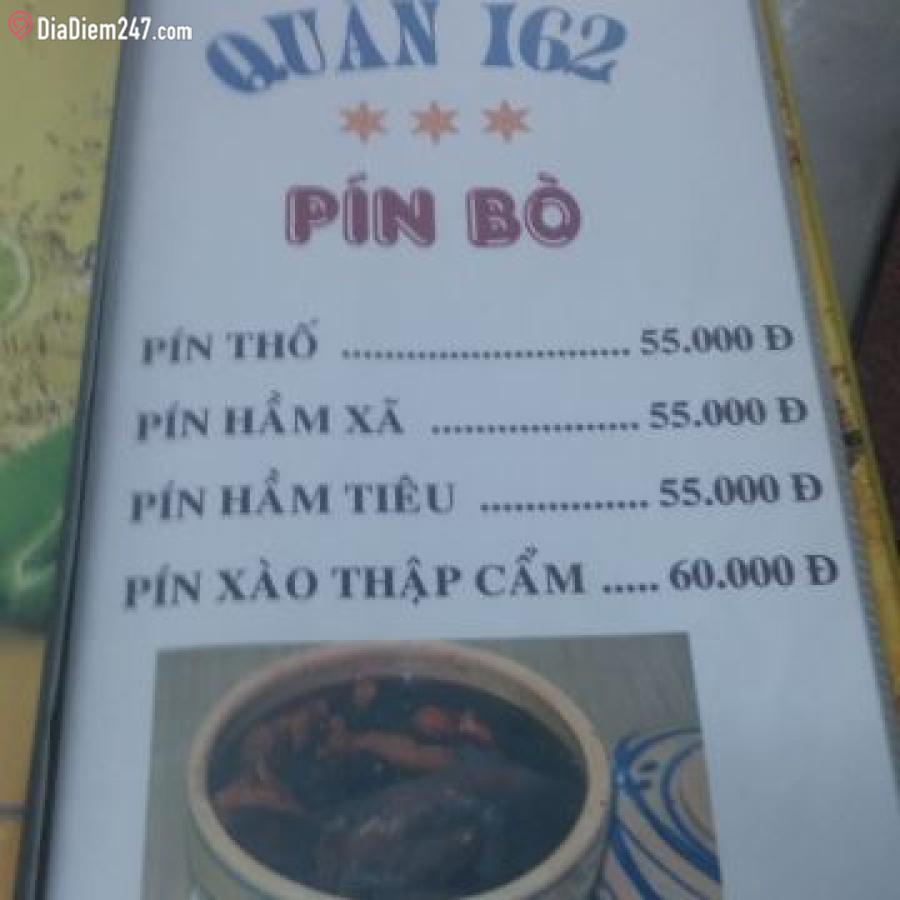 DiaDiem247.com
QUÁN 162
PÍN BÒ
PÍN THỐ ........................... 55.000 Đ
PÍN HẦM XÃ ................... 55.000 Đ
PÍN HẦM TIÊU ............... 55.000 Đ
PÍN XÀO THẬP CẨM ..... 60.000 Đ